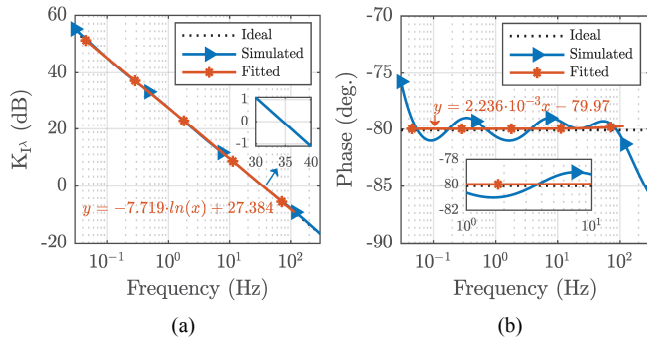 60
40
20
0
-20
K_{I^λ} (dB)
Ideal
Simulated
Fitted
1
0
-1
30 35 40
y = −7.719·ln(x) + 27.384
10^{-1} 10^0 10^1 10^2
Frequency (Hz)
(a)
-70
-75
-80
-85
-90
Phase (deg.)
Ideal
Simulated
Fitted
y = 2.236·10^{-3}x − 79.97
-78
-80
-82
10^0 10^1
10^{-1} 10^0 10^1 10^2
Frequency (Hz)
(b)